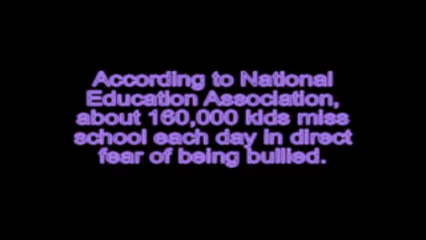 According to National
Education Association,
about 160,000 kids miss
school each day in direct
fear of being bullied.